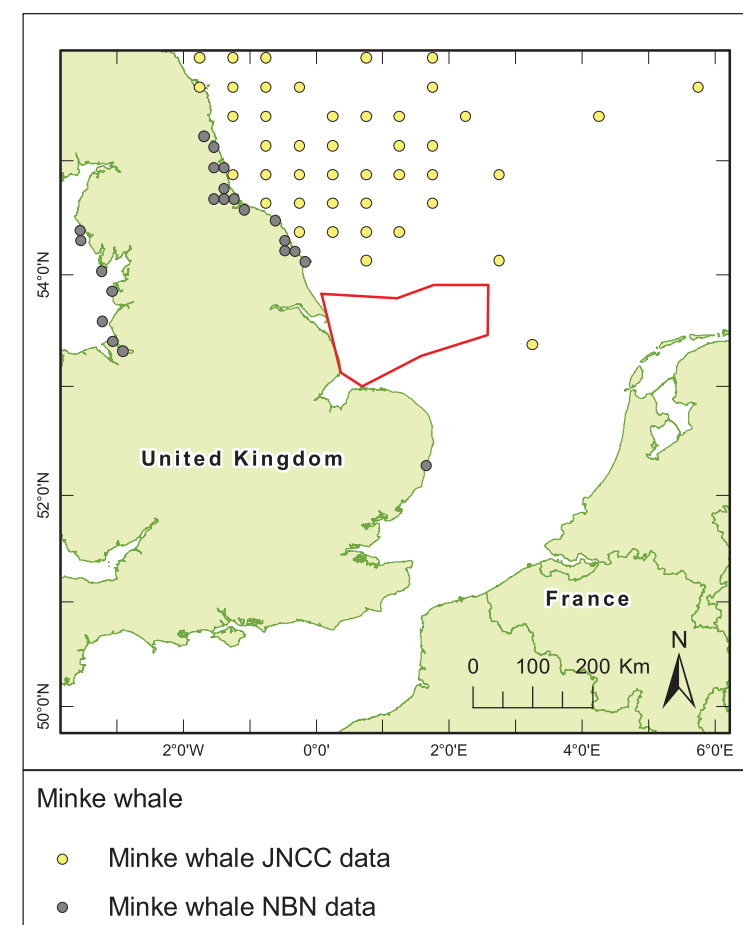 54°0'N
52°0'N
50°0'N
United Kingdom
France
N
0 100 200 Km
2°0'W 0°0' 2°0'E 4°0'E 6°0'E
Minke whale
Minke whale JNCC data
Minke whale NBN data